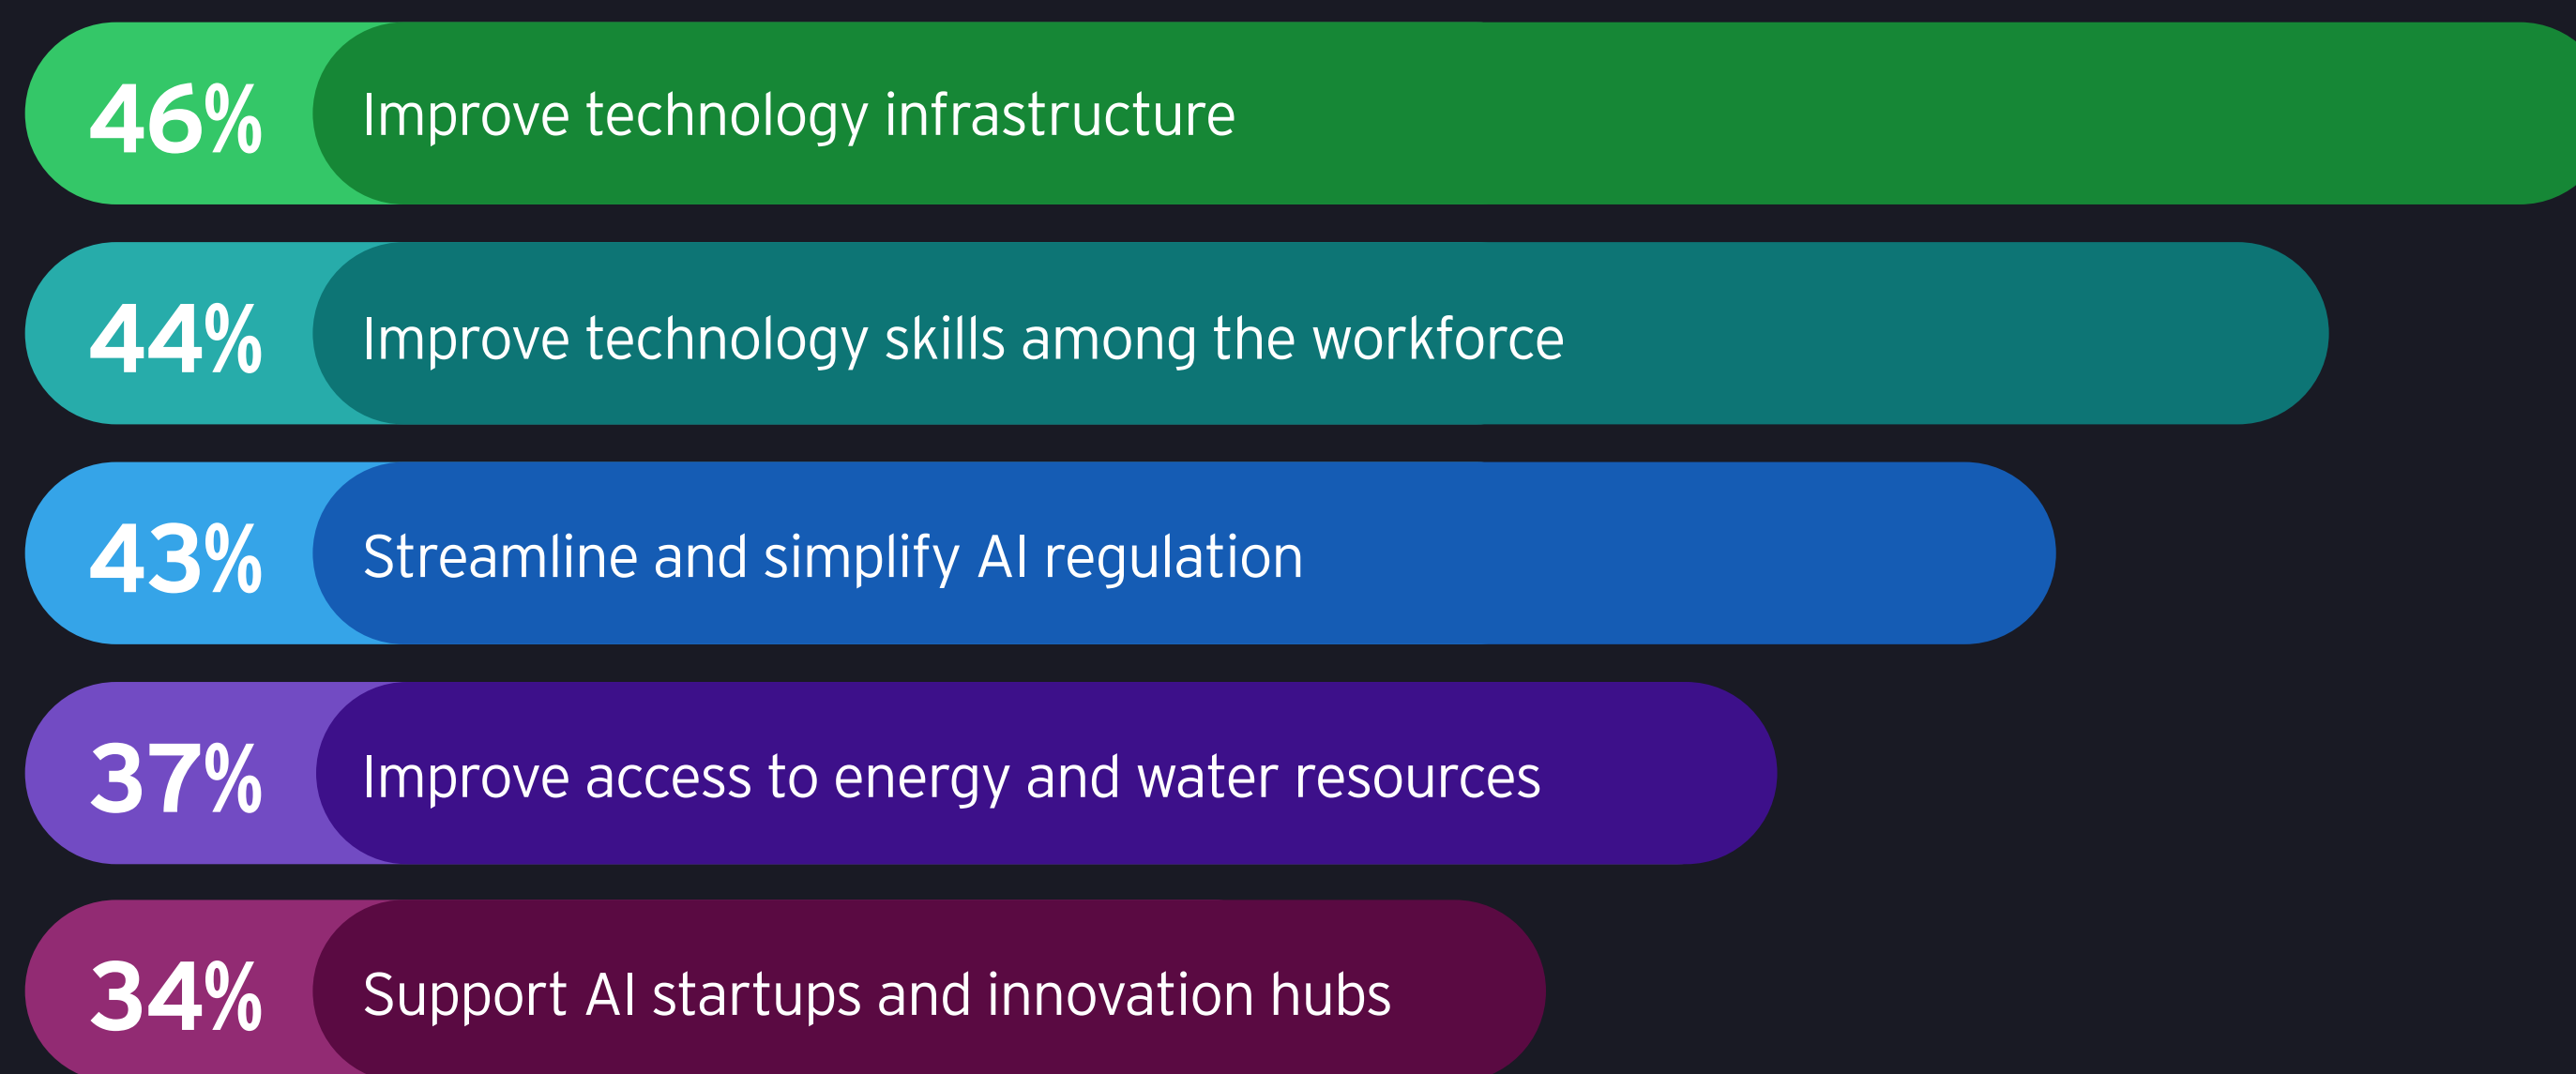 46% Improve technology infrastructure
44% Improve technology skills among the workforce
43% Streamline and simplify AI regulation
37% Improve access to energy and water resources
34% Support AI startups and innovation hubs